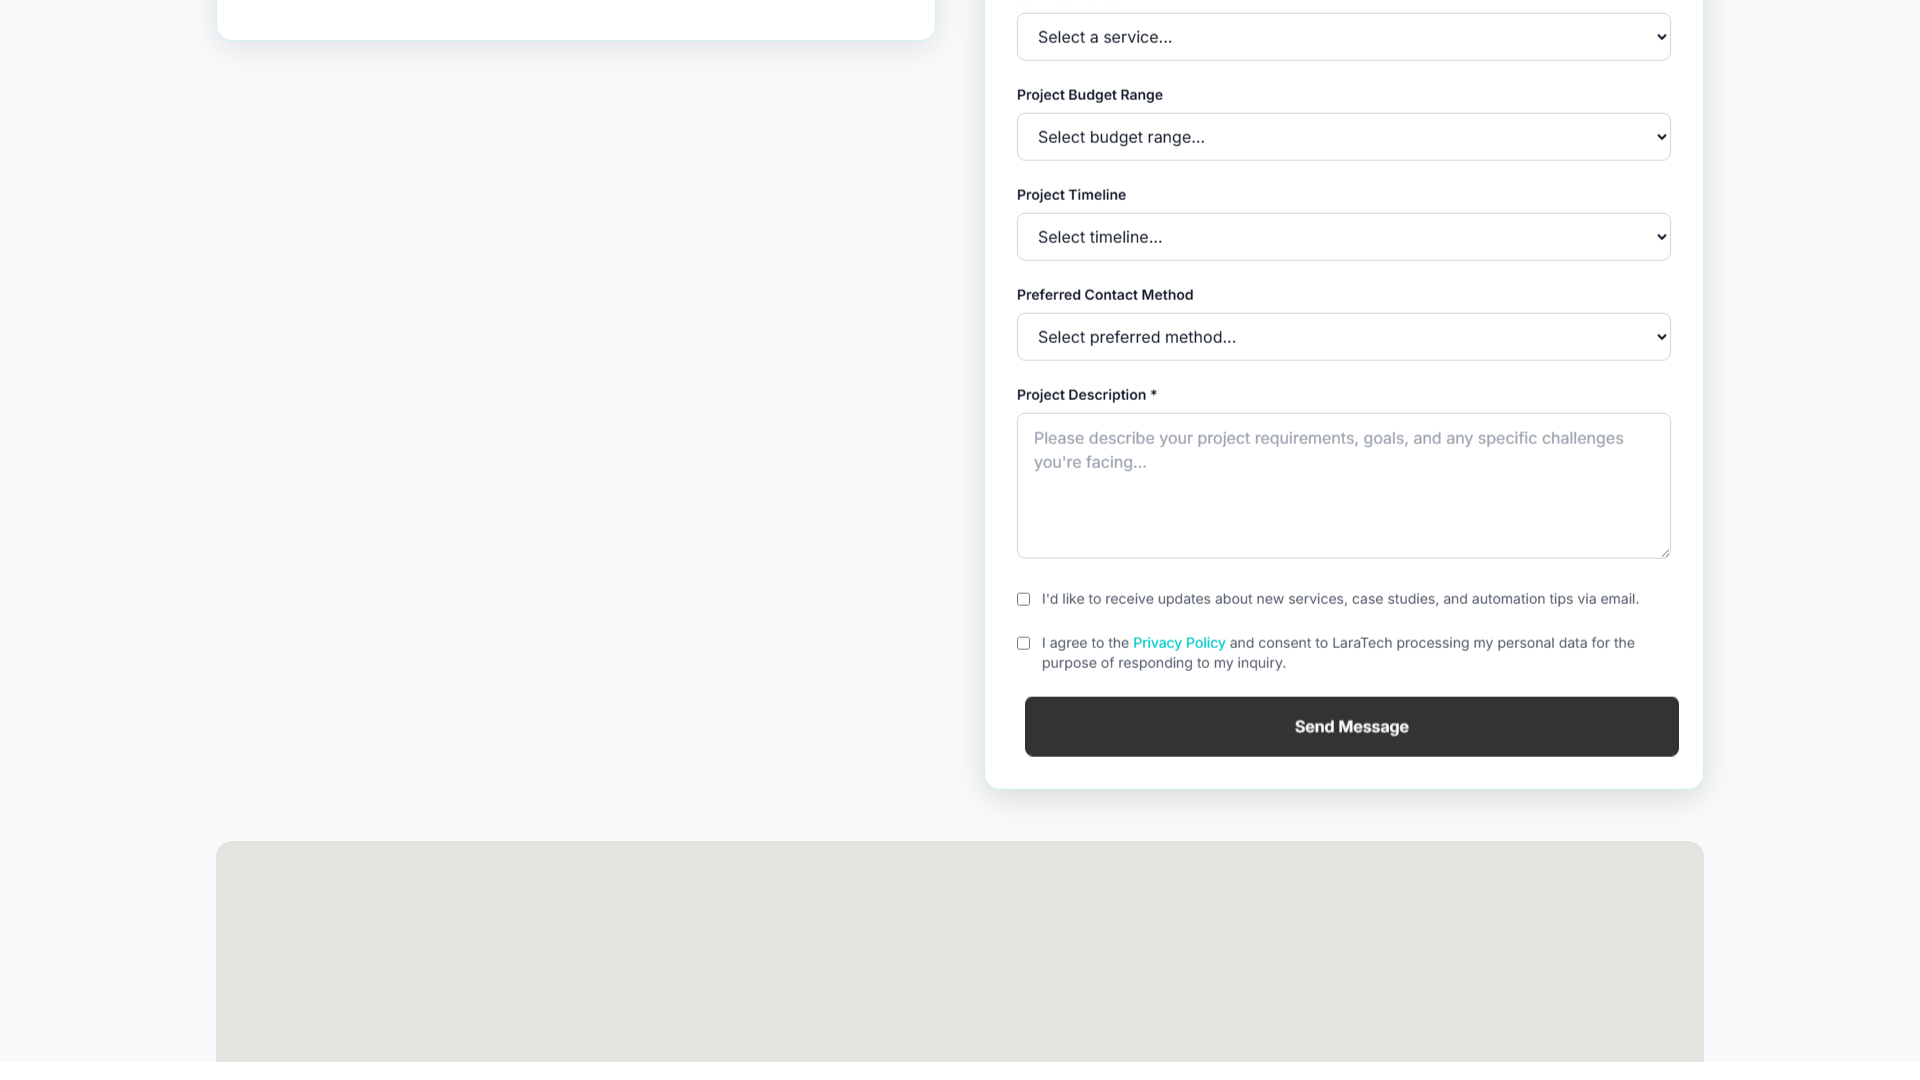 Select a service...
Project Budget Range
Select budget range...
Project Timeline
Select timeline...
Preferred Contact Method
Select preferred method...
Project Description *
Please describe your project requirements, goals, and any specific challenges
you're facing...
I'd like to receive updates about new services, case studies, and automation tips via email.
I agree to the Privacy Policy and consent to LaraTech processing my personal data for the
purpose of responding to my inquiry.
Send Message